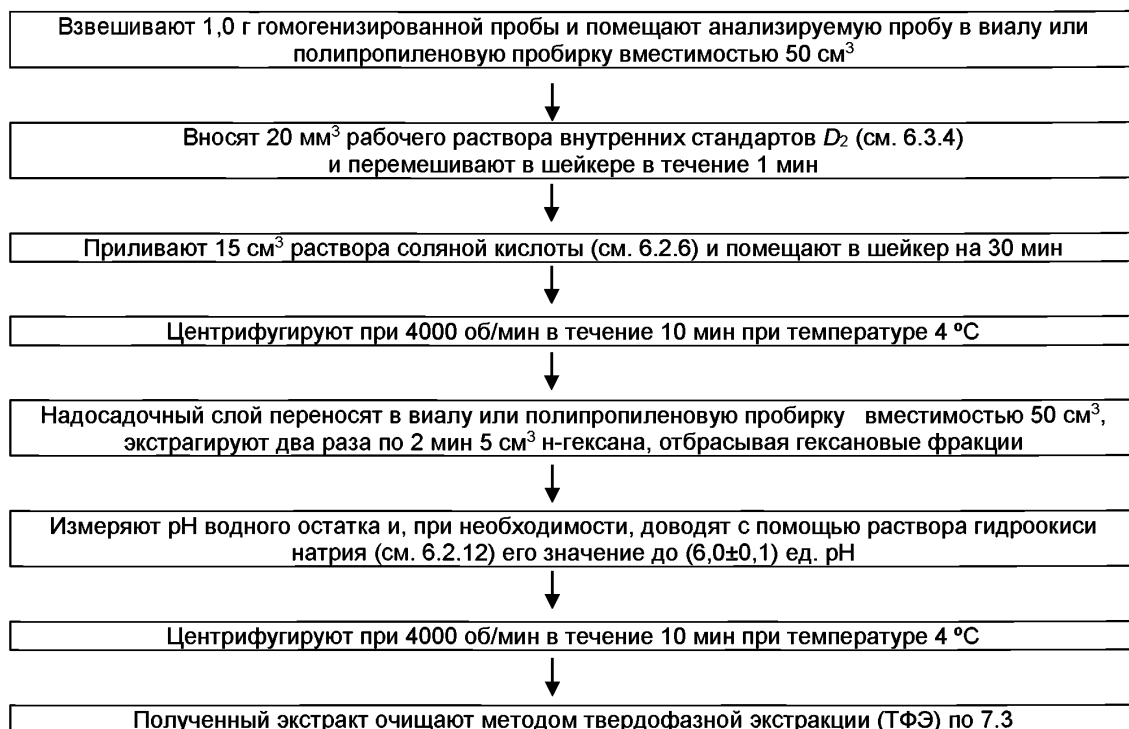 Взвешивают 1,0 г гомогенизированной пробы и помещают анализируемую пробу в виалу или
полипропиленовую пробирку вместимостью 50 см³
Вносят 20 мм³ рабочего раствора внутренних стандартов D₂ (см. 6.3.4)
и перемешивают в шейкере в течение 1 мин
Приливают 15 см³ раствора соляной кислоты (см. 6.2.6) и помещают в шейкер на 30 мин
Центрифугируют при 4000 об/мин в течение 10 мин при температуре 4 ºС
Надосадочный слой переносят в виалу или полипропиленовую пробирку вместимостью 50 см³,
экстрагируют два раза по 2 мин 5 см³ н-гексана, отбрасывая гексановые фракции
Измеряют рН водного остатка и, при необходимости, доводят с помощью раствора гидроокиси
натрия (см. 6.2.12) его значение до (6,0±0,1) ед. рН
Центрифугируют при 4000 об/мин в течение 10 мин при температуре 4 ºС
Полученный экстракт очищают методом твердофазной экстракции (ТФЭ) по 7.3